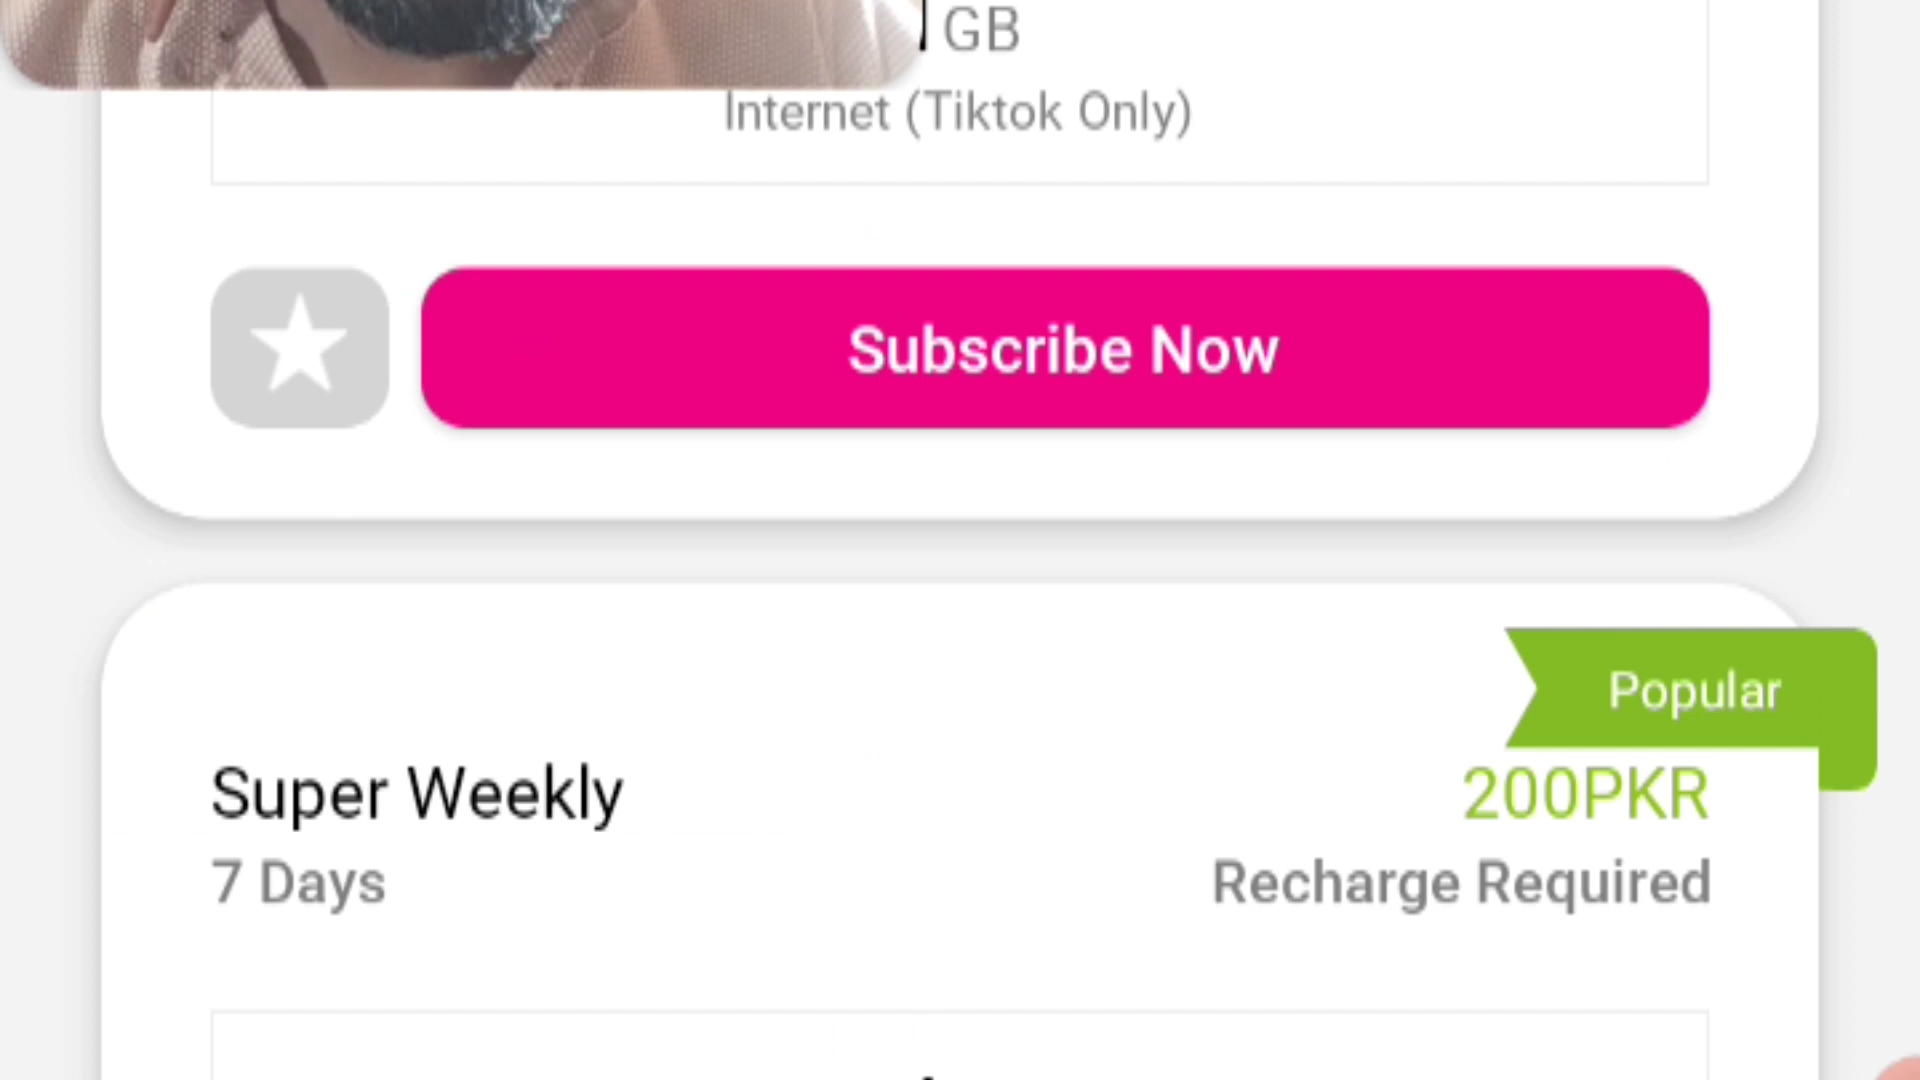 GB
Internet (Tiktok Only)
Subscribe Now
Popular
Super Weekly
200PKR
7 Days
Recharge Required